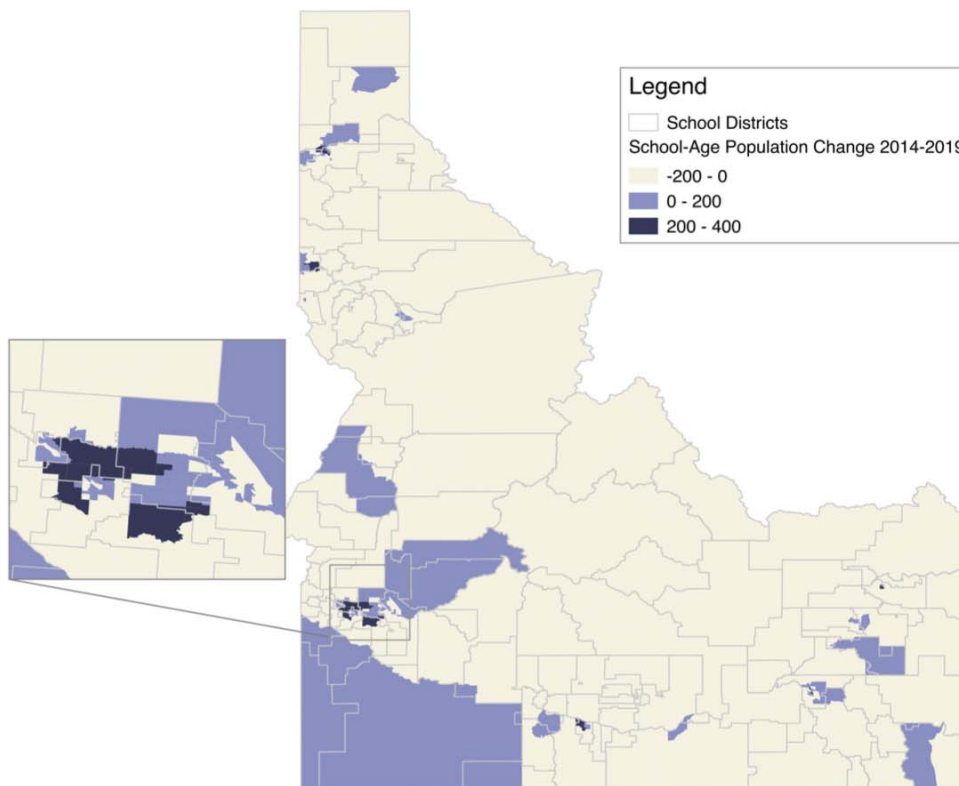 Legend
School Districts
School-Age Population Change 2014-2019
-200 - 0
0 - 200
200 - 400